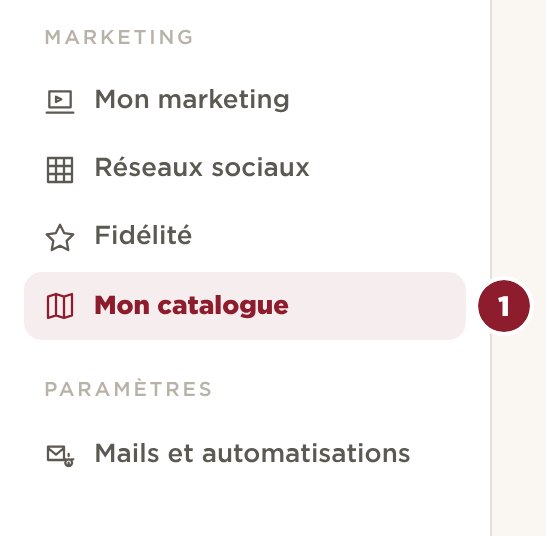 MARKETING
Mon marketing
Réseaux sociaux
Fidélité
Mon catalogue
1
PARAMÈTRES
Mails et automatisations